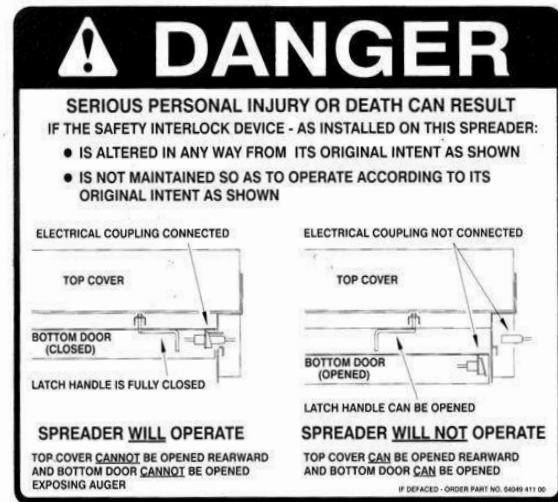 DANGER
SERIOUS PERSONAL INJURY OR DEATH CAN RESULT
IF THE SAFETY INTERLOCK DEVICE - AS INSTALLED ON THIS SPREADER:
● IS ALTERED IN ANY WAY FROM ITS ORIGINAL INTENT AS SHOWN
● IS NOT MAINTAINED SO AS TO OPERATE ACCORDING TO ITS
ORIGINAL INTENT AS SHOWN
ELECTRICAL COUPLING CONNECTED
TOP COVER
BOTTOM DOOR
(CLOSED)
LATCH HANDLE IS FULLY CLOSED
SPREADER WILL OPERATE
TOP COVER CANNOT BE OPENED REARWARD
AND BOTTOM DOOR CANNOT BE OPENED
EXPOSING AUGER
ELECTRICAL COUPLING NOT CONNECTED
TOP COVER
BOTTOM DOOR
(OPENED)
LATCH HANDLE CAN BE OPENED
SPREADER WILL NOT OPERATE
TOP COVER CAN BE OPENED REARWARD
AND BOTTOM DOOR CAN BE OPENED
IF DEFACED - ORDER PART NO. 04049 411 00